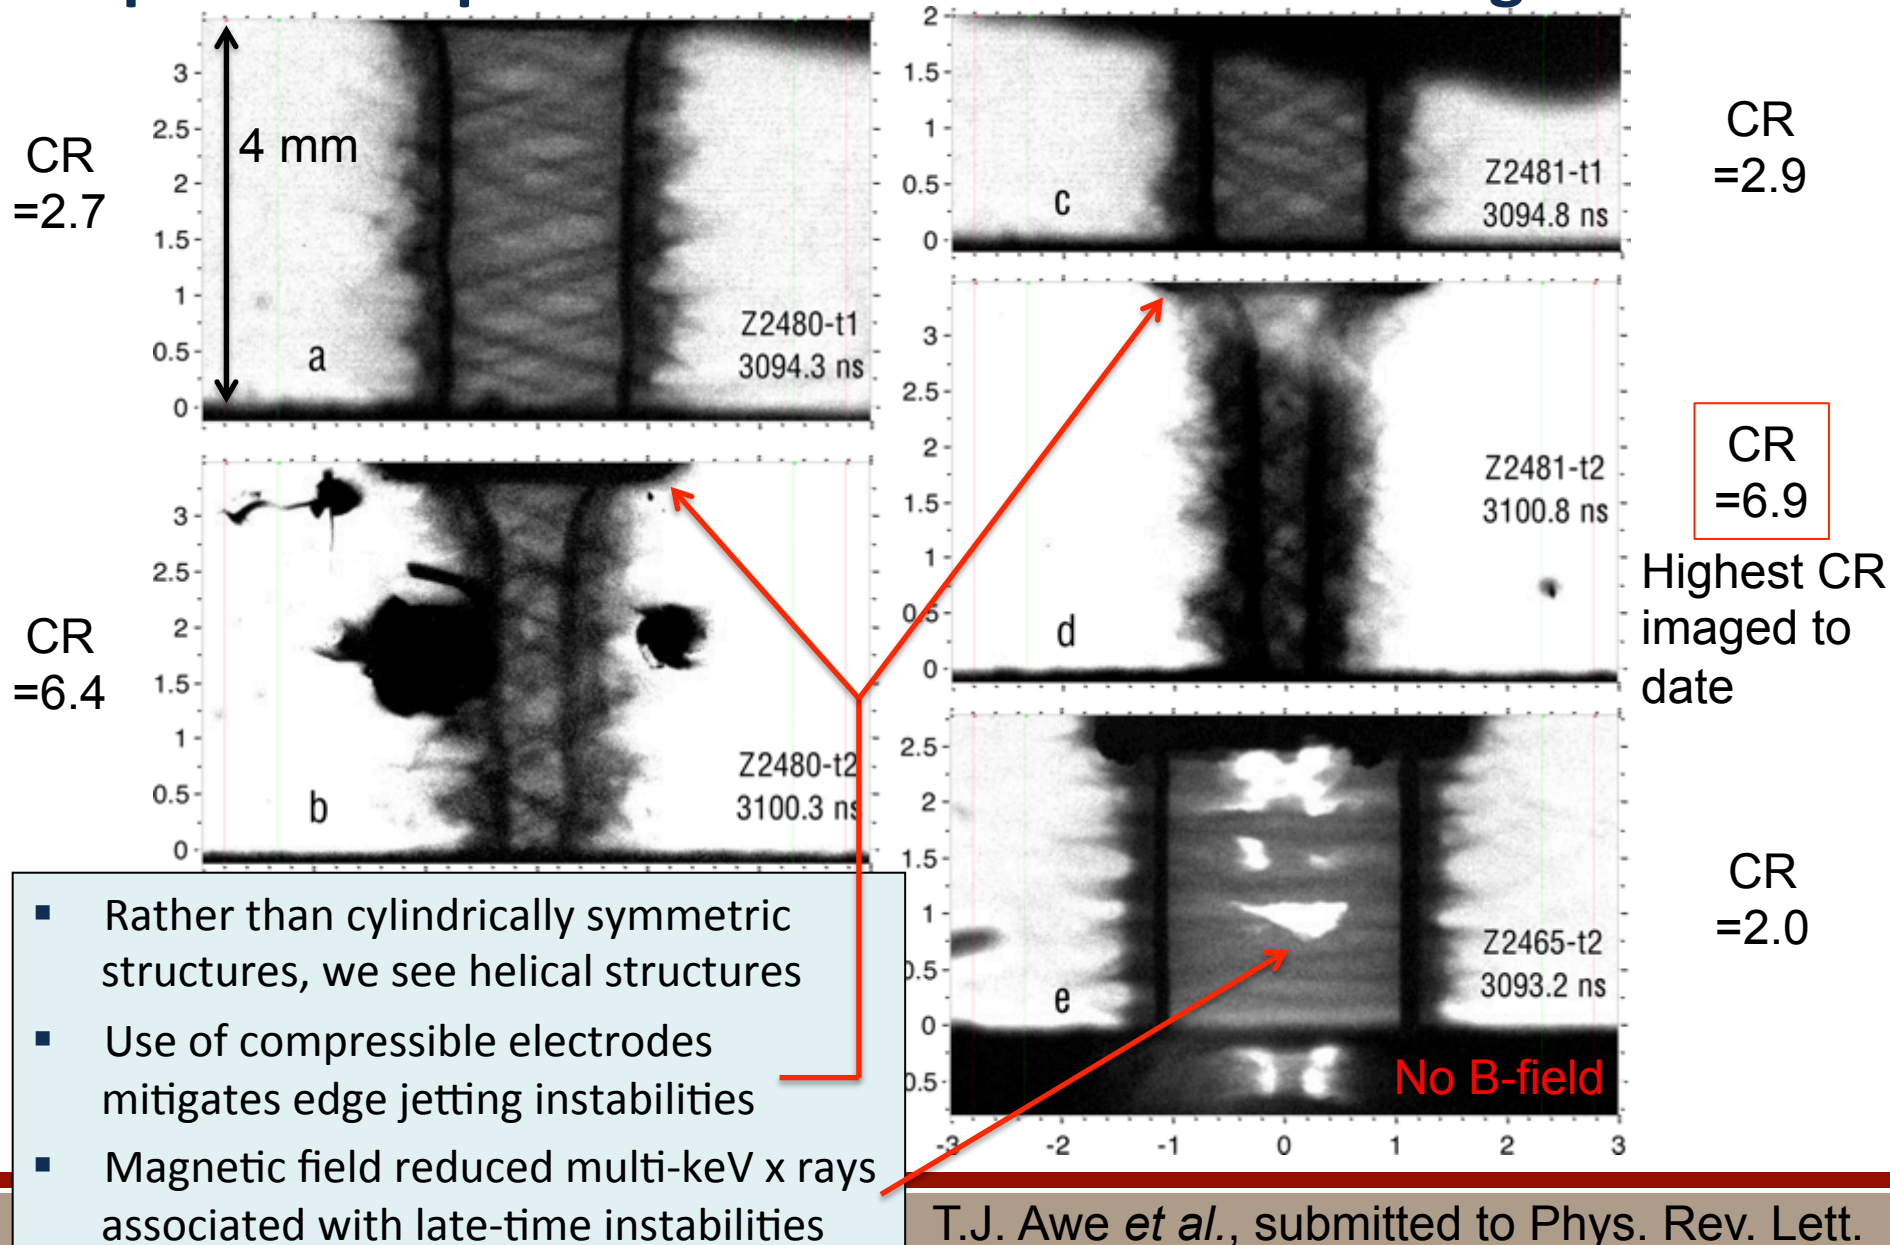 CR
=2.7
3
2.5
2
1.5
1
0.5
0
4 mm
a
Z2480-t1
3094.3 ns
2
1.5
1
0.5
0
c
Z2481-t1
3094.8 ns
CR
=2.9
CR
=6.4
3
2.5
2
1.5
1
0.5
0
b
Z2480-t2
3100.3 ns
3
2.5
2
1.5
1
0.5
0
d
Z2481-t2
3100.8 ns
CR
=6.9
Highest CR
imaged to
date
2.5
2
1.5
1
0.5
0
0.5
e
Z2465-t2
3093.2 ns
No B-field
-3 -2 -1 0 1 2 3
CR
=2.0
▪ Rather than cylindrically symmetric
structures, we see helical structures
▪ Use of compressible electrodes
mitigates edge jetting instabilities
▪ Magnetic field reduced multi-keV x rays
associated with late-time instabilities
T.J. Awe et al., submitted to Phys. Rev. Lett.